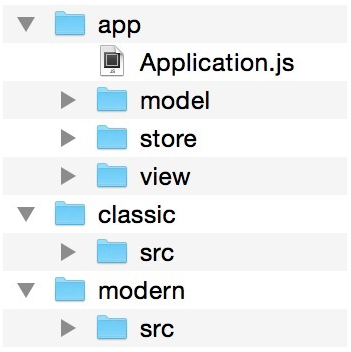 app
Application.js
model
store
view
classic
src
modern
src